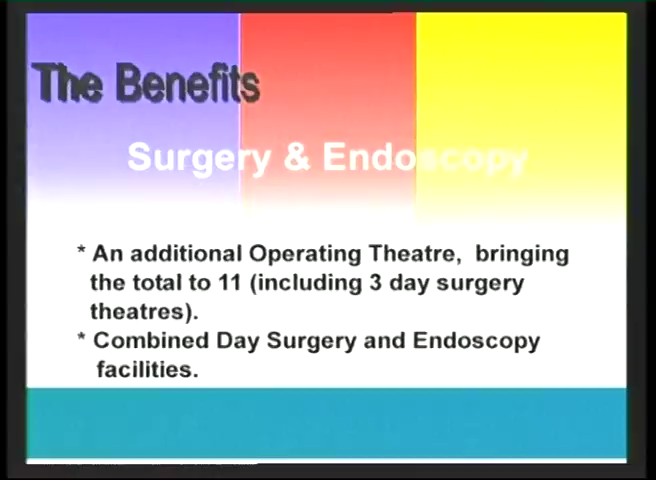 The Benefits
Surgery & Endoscopy
* An additional Operating Theatre, bringing
the total to 11 (including 3 day surgery
theatres).
* Combined Day Surgery and Endoscopy
facilities.